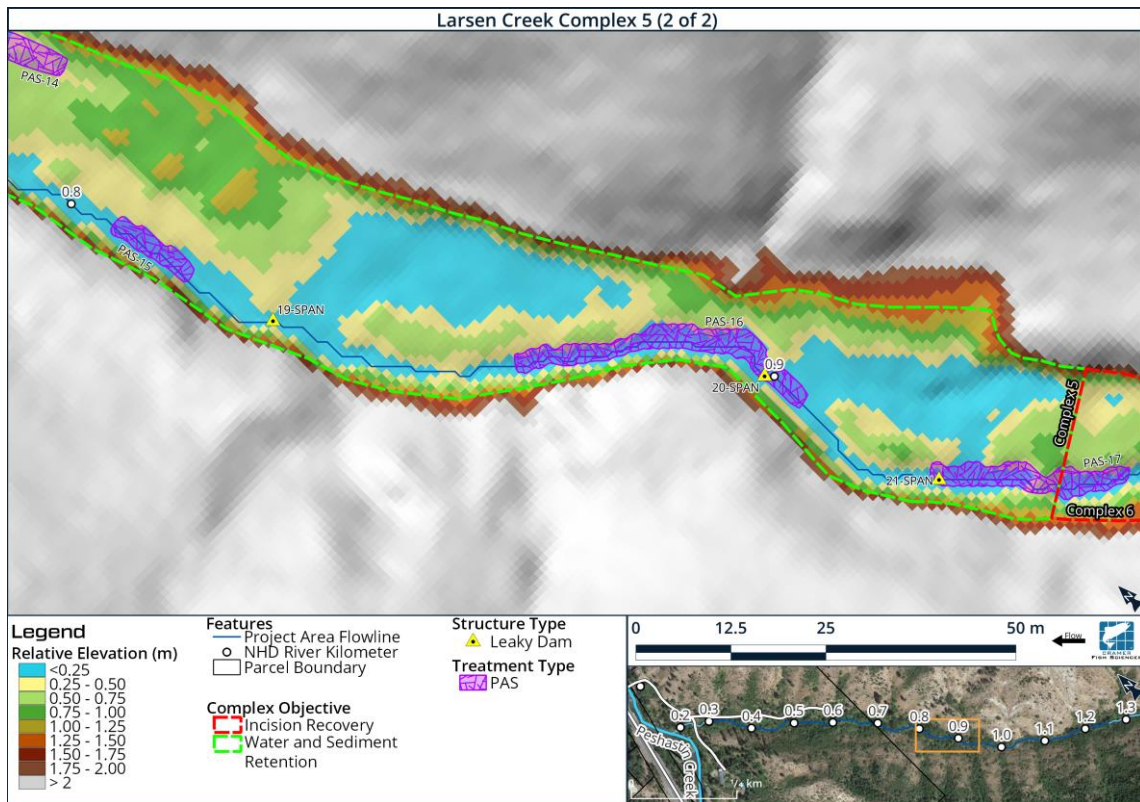 Larsen Creek Complex 5 (2 of 2)
PAS-14
0.8
PAS-15
19-SPAN
PAS-16
0.9
20-SPAN
Complex 5
PAS-17
21-SPAN
Complex 6
N
Legend
Relative Elevation (m)
<0.25
0.25 - 0.50
0.50 - 0.75
0.75 - 1.00
1.00 - 1.25
1.25 - 1.50
1.50 - 1.75
1.75 - 2.00
> 2
Features
Project Area Flowline
NHD River Kilometer
Parcel Boundary
Complex Objective
Incision Recovery
Water and Sediment
Retention
Structure Type
Leaky Dam
Treatment Type
PAS
0 12.5 25 50 m
Flow
CRAMER
FISH SCIENCES
N
0.2 0.3 0.4 0.5 0.6 0.7 0.8 0.9 1.0 1.1 1.2 1.3
Peshastin Creek
1/4 km